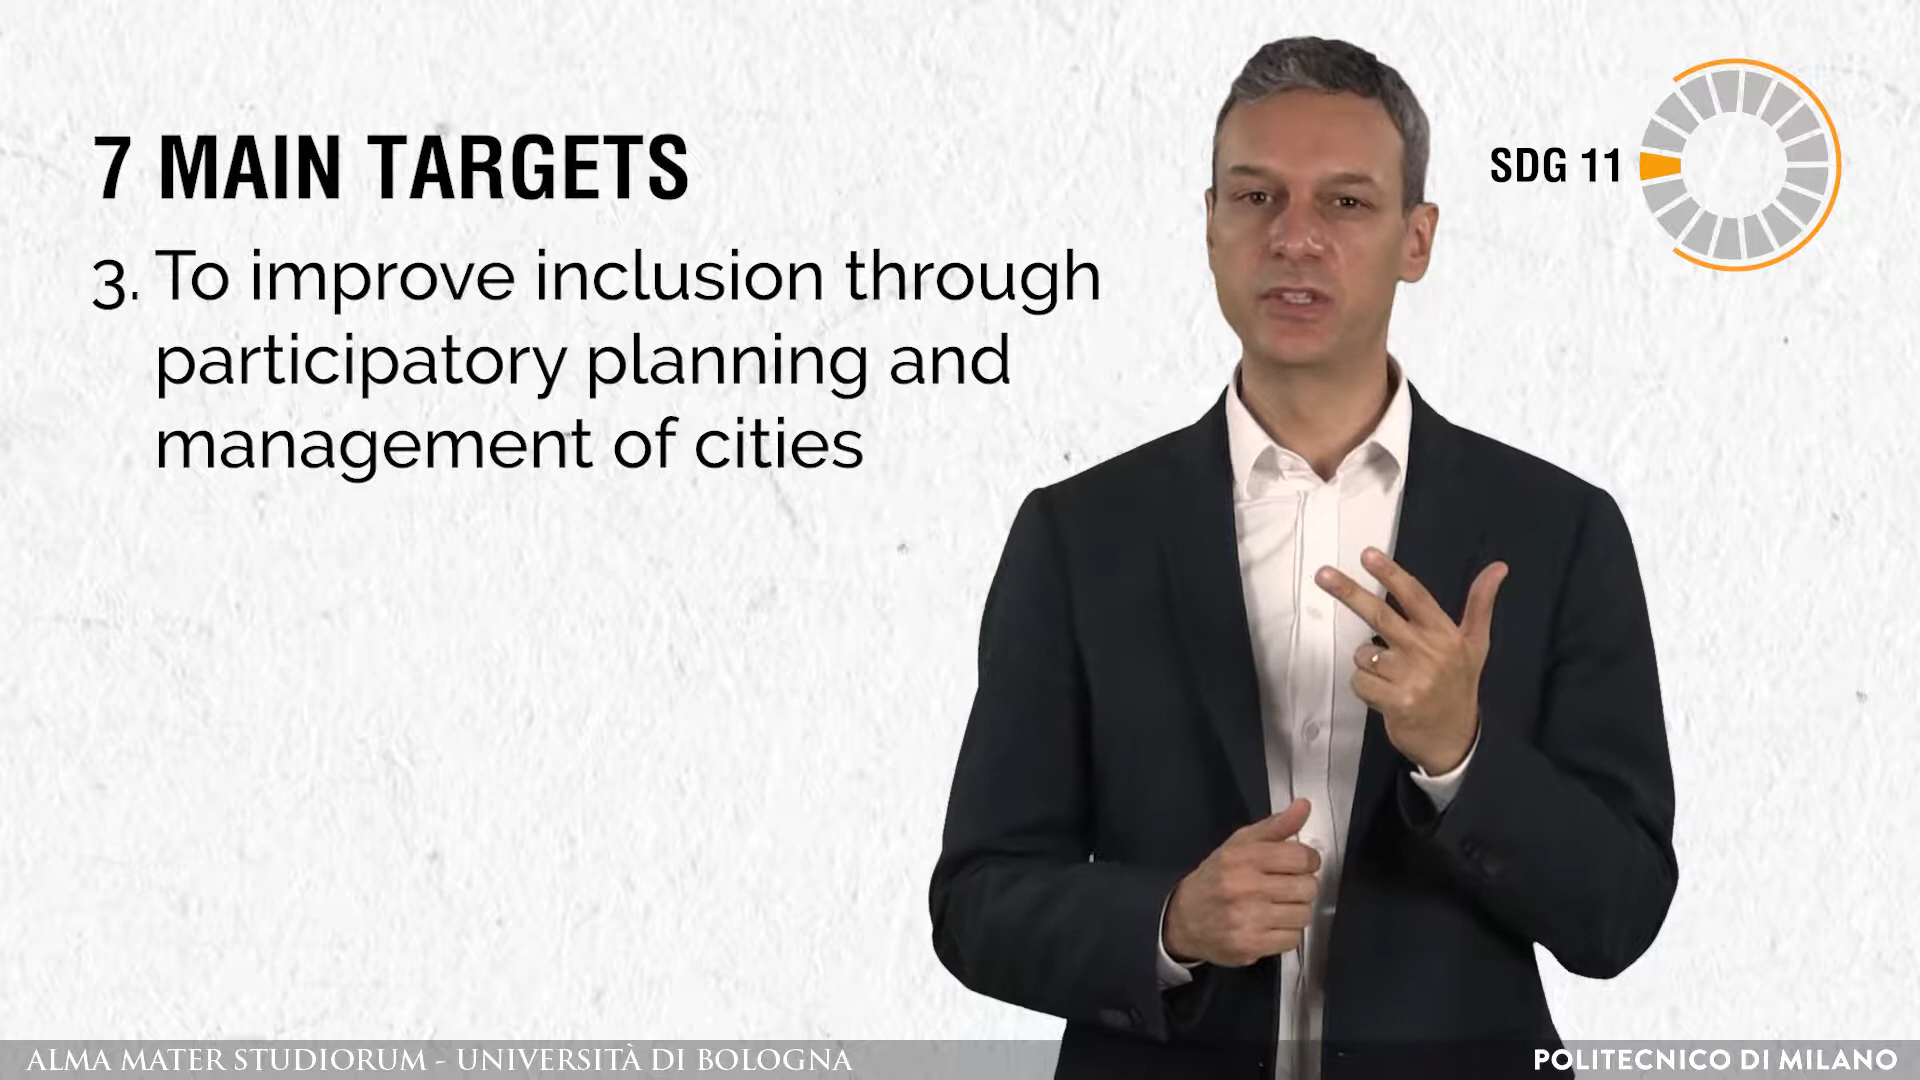 7 MAIN TARGETS
SDG 11
3. To improve inclusion through
participatory planning and
management of cities
ALMA MATER STUDIORUM - UNIVERSITÀ DI BOLOGNA
POLITECNICO DI MILANO